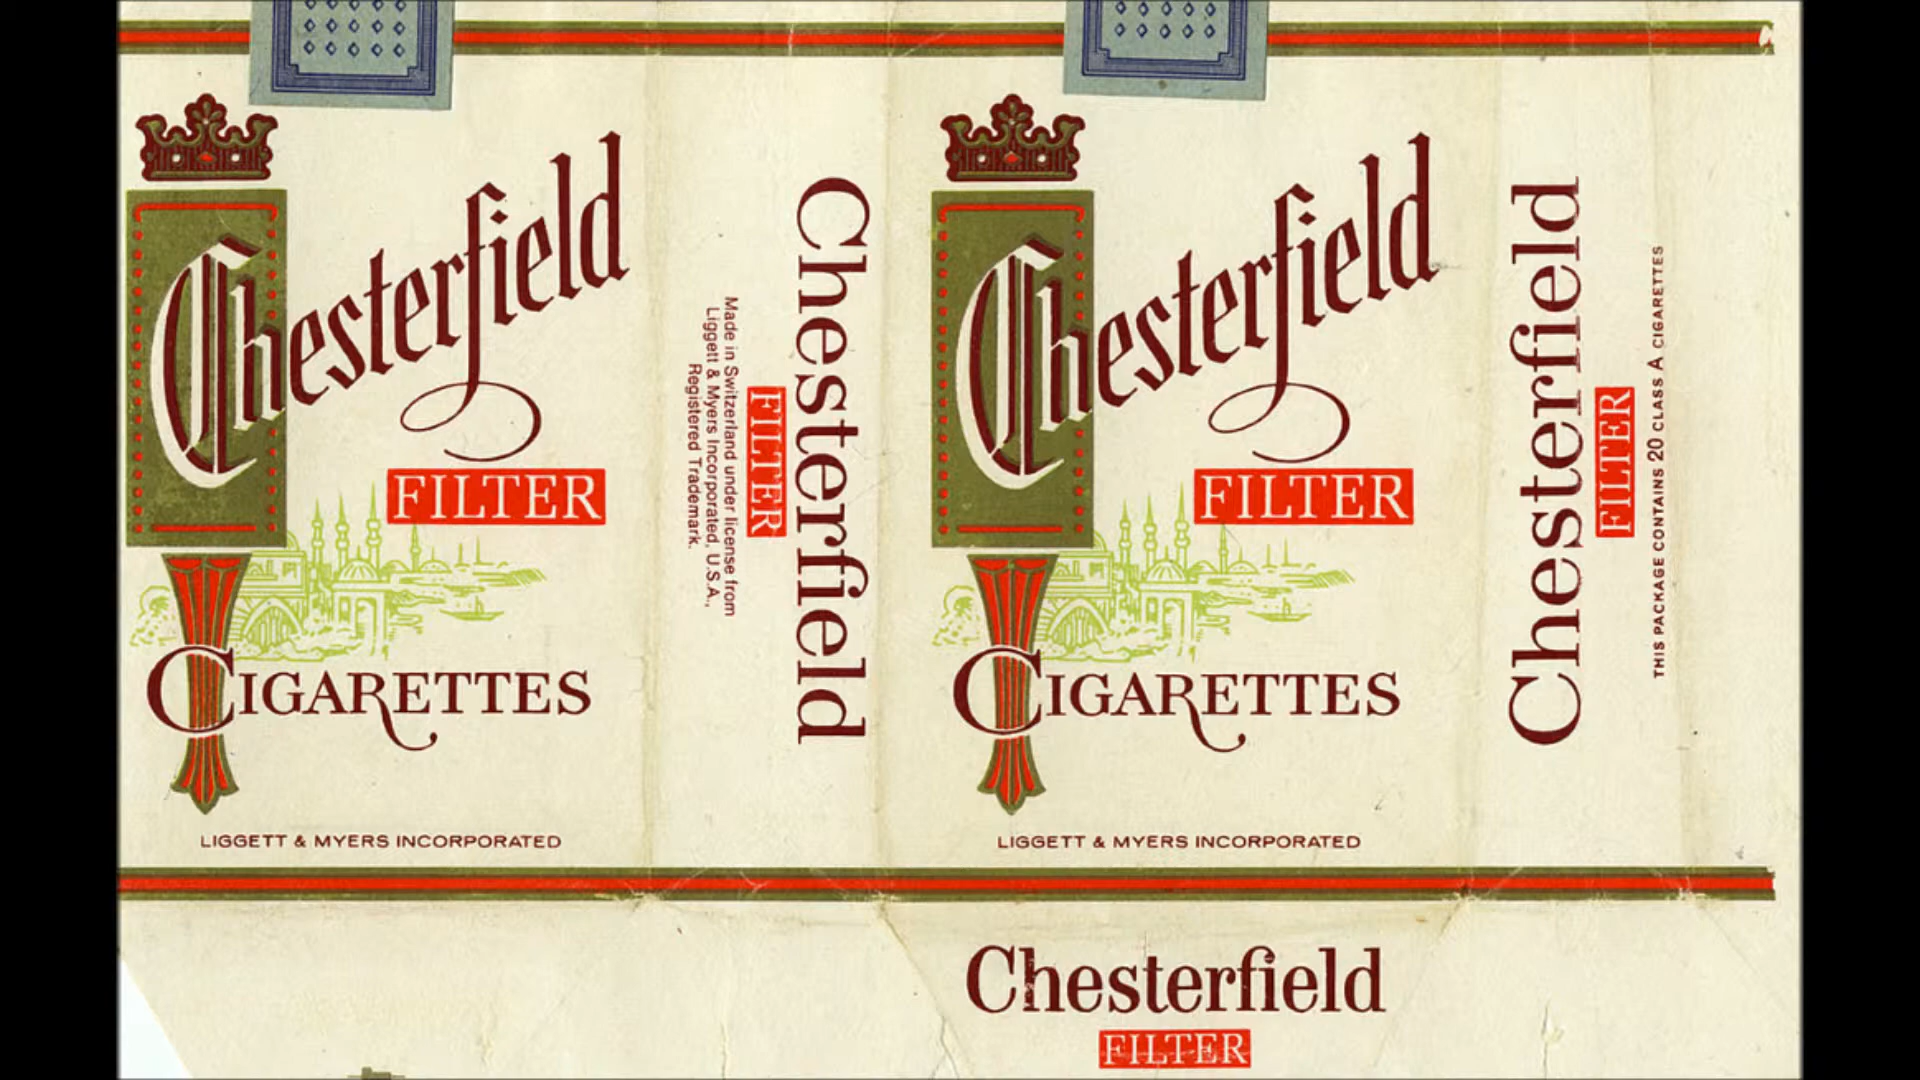 Chesterfield
FILTER
CIGARETTES
LIGGETT & MYERS INCORPORATED
Chesterfield
FILTER
Made in Switzerland under license from
Liggett & Myers Incorporated, U.S.A.,
Registered Trademark.
Chesterfield
FILTER
CIGARETTES
LIGGETT & MYERS INCORPORATED
Chesterfield
FILTER
THIS PACKAGE CONTAINS 20 CLASS A CIGARETTES
Chesterfield
FILTER